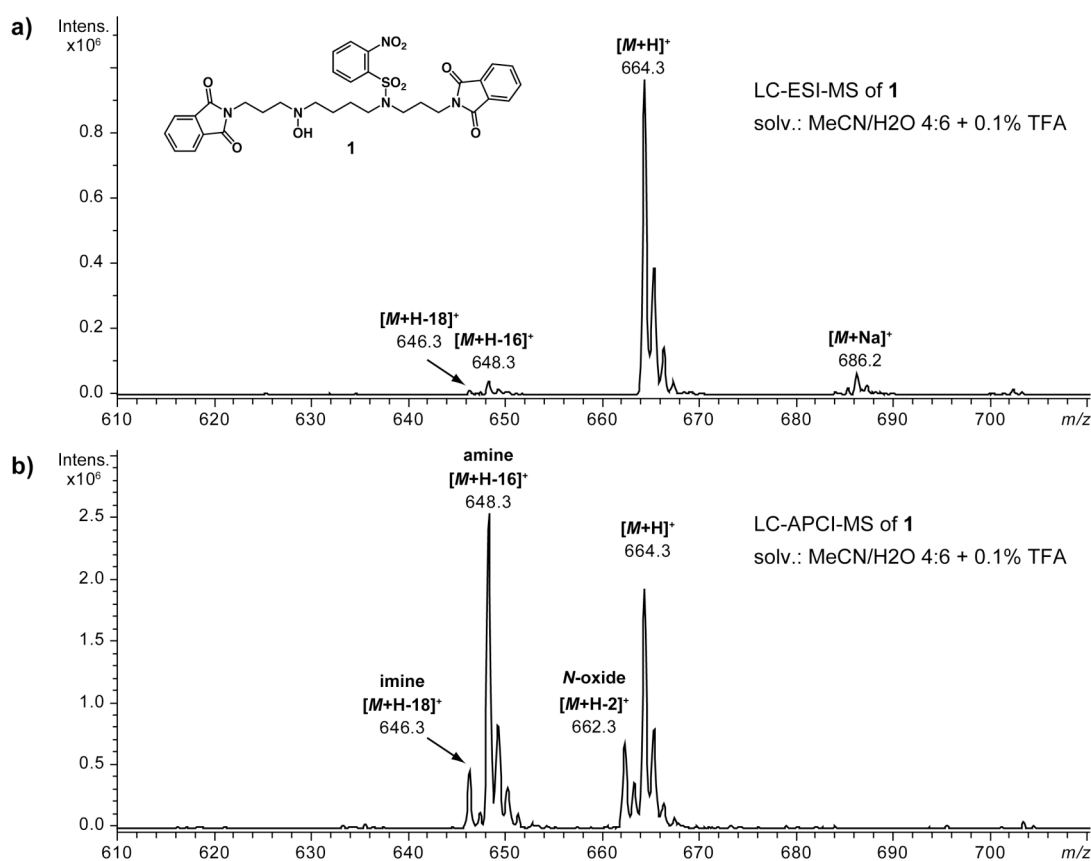 a)
Intens.
x10⁶
0.8
0.6
0.4
0.2
0.0
NO₂
SO₂
O
N
O
N
OH
N
O
N
O
1
[M+H]⁺
664.3
LC-ESI-MS of 1
solv.: MeCN/H2O 4:6 + 0.1% TFA
[M+H-18]⁺
646.3
[M+H-16]⁺
648.3
[M+Na]⁺
686.2
610 620 630 640 650 660 670 680 690 700 m/z
b)
Intens.
x10⁶
2.5
2.0
1.5
1.0
0.5
0.0
amine
[M+H-16]⁺
648.3
[M+H]⁺
664.3
LC-APCI-MS of 1
solv.: MeCN/H2O 4:6 + 0.1% TFA
imine
[M+H-18]⁺
646.3
N-oxide
[M+H-2]⁺
662.3
610 620 630 640 650 660 670 680 690 700 m/z